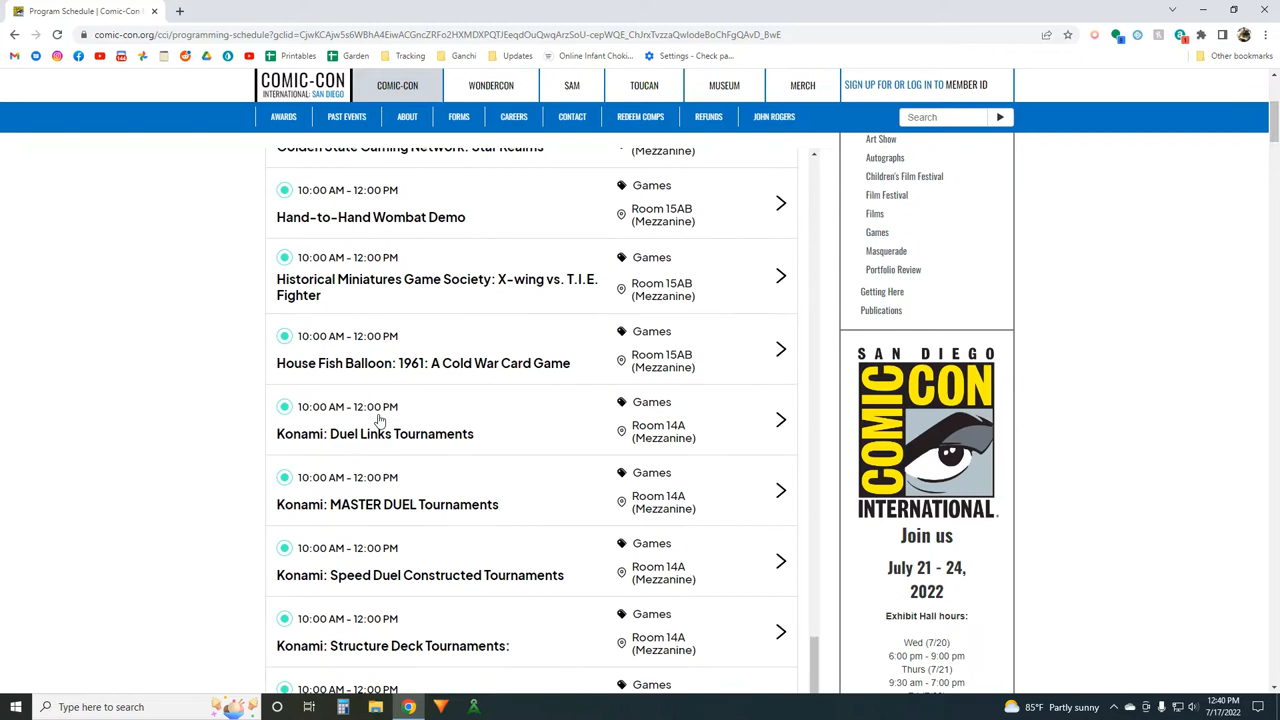 Program Schedule | Comic-Con I
comic-con.org/cci/programming-schedule?gclid=CjwKCAjw5s6WBhA4EiwACGncZRFo2HXMDXPQTJEeqdOuQwqArzSoU-cepWQE_ChJrxTvzzaQwlodeBoChFgQAvD_BwE
Printables
Garden
Tracking
Ganchi
Updates
Online Infant Choki...
Settings - Check pa...
Other bookmarks
COMIC-CON
INTERNATIONAL: SAN DIEGO
COMIC-CON
WONDERCON
SAM
TOUCAN
MUSEUM
MERCH
SIGN UP FOR OR LOG IN TO MEMBER ID
AWARDS
PAST EVENTS
ABOUT
FORMS
CAREERS
CONTACT
REDEEM COMPS
REFUNDS
JOHN ROGERS
Search
Golden State Gaming Network: Star Realms
(Mezzanine)
10:00 AM - 12:00 PM
Hand-to-Hand Wombat Demo
Games
Room 15AB
(Mezzanine)
10:00 AM - 12:00 PM
Historical Miniatures Game Society: X-wing vs. T.I.E.
Fighter
Games
Room 15AB
(Mezzanine)
10:00 AM - 12:00 PM
House Fish Balloon: 1961: A Cold War Card Game
Games
Room 15AB
(Mezzanine)
10:00 AM - 12:00 PM
Konami: Duel Links Tournaments
Games
Room 14A
(Mezzanine)
10:00 AM - 12:00 PM
Konami: MASTER DUEL Tournaments
Games
Room 14A
(Mezzanine)
10:00 AM - 12:00 PM
Konami: Speed Duel Constructed Tournaments
Games
Room 14A
(Mezzanine)
10:00 AM - 12:00 PM
Konami: Structure Deck Tournaments:
Games
Room 14A
(Mezzanine)
10:00 AM - 12:00 PM
Games
Art Show
Autographs
Children's Film Festival
Film Festival
Films
Games
Masquerade
Portfolio Review
Getting Here
Publications
SAN DIEGO
COMIC CON
INTERNATIONAL
Join us
July 21 - 24,
2022
Exhibit Hall hours:
Wed (7/20)
6:00 pm - 9:00 pm
Thurs (7/21)
9:30 am - 7:00 pm
Type here to search
85°F Partly sunny
12:40 PM
7/17/2022